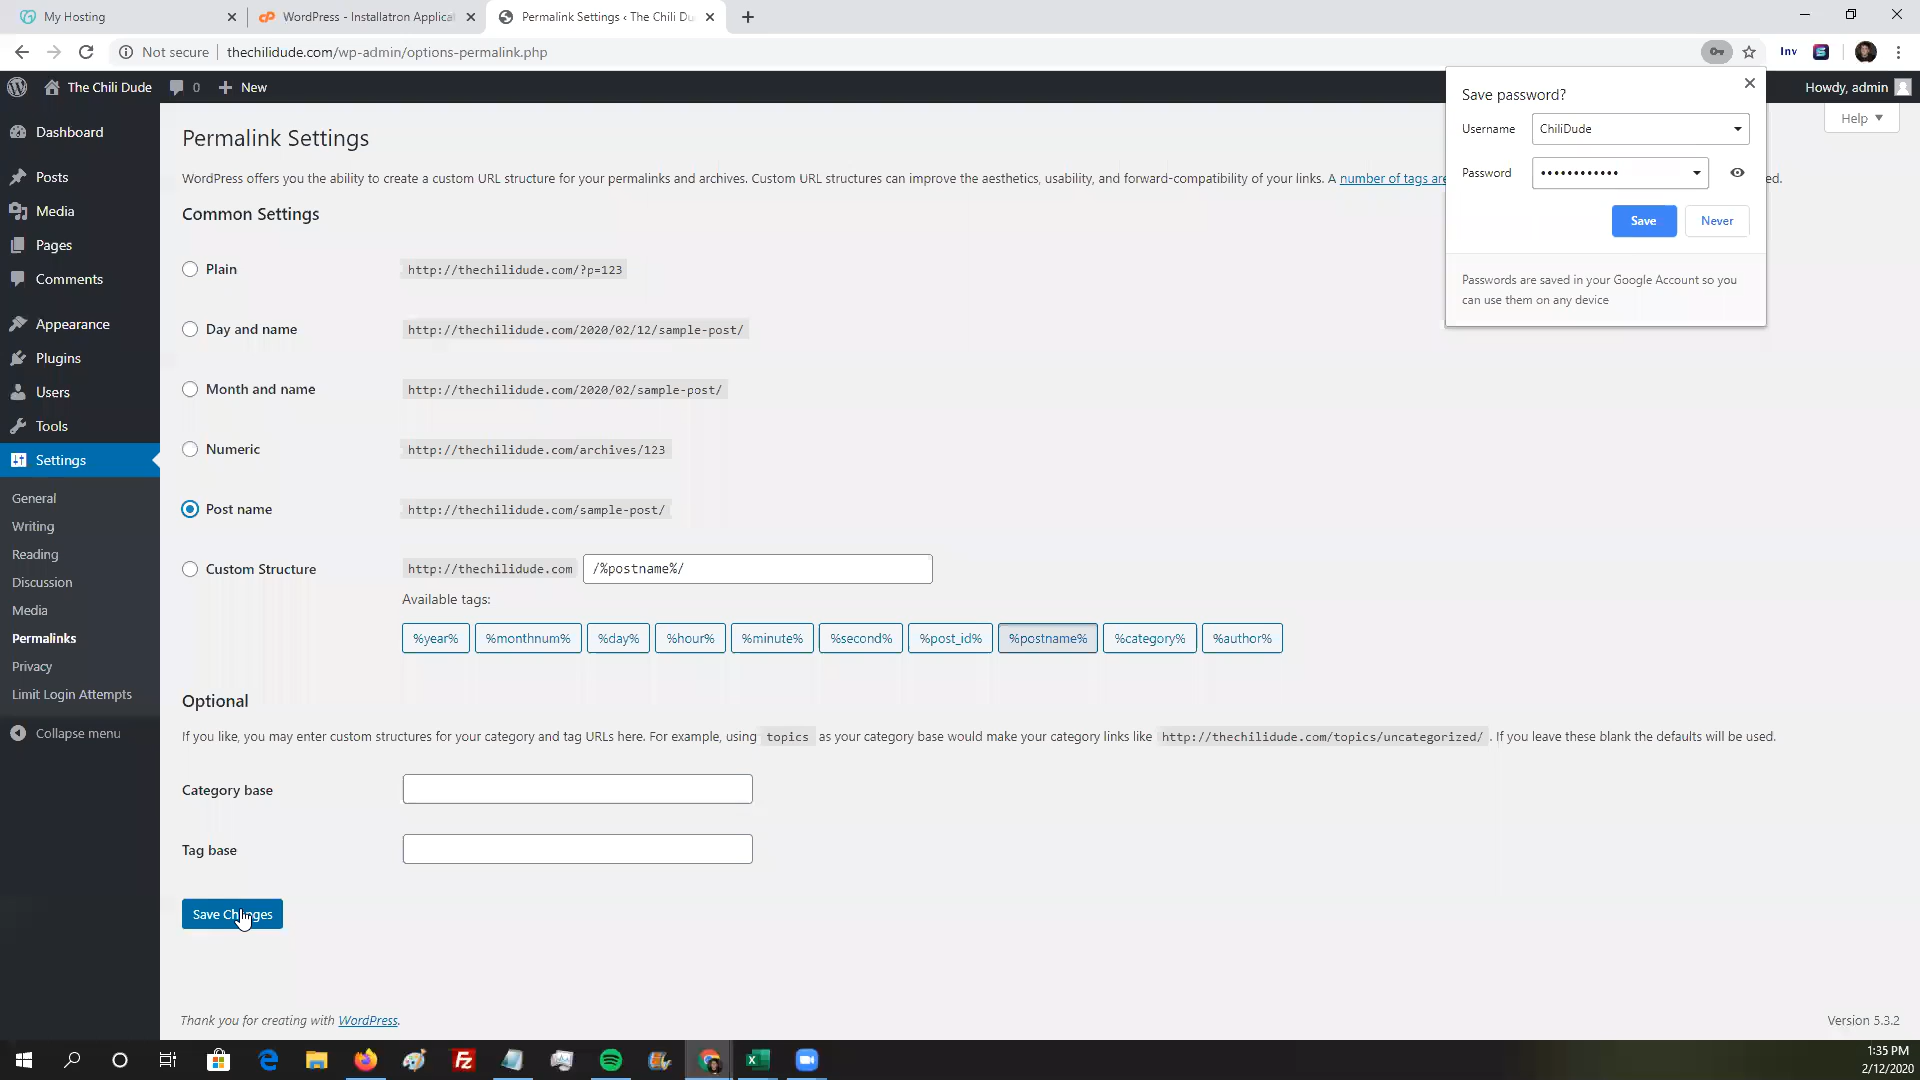 My Hosting
WordPress - Installatron Applicat
Permalink Settings ‹ The Chili Du
Not secure
thechilidude.com/wp-admin/options-permalink.php
Inv
The Chili Dude
0
New
Howdy, admin
Save password?
Username
ChiliDude
Password
••••••••••••
Save
Never
Passwords are saved in your Google Account so you
can use them on any device
Help
Dashboard
Posts
Media
Pages
Comments
Appearance
Plugins
Users
Tools
Settings
General
Writing
Reading
Discussion
Media
Permalinks
Privacy
Limit Login Attempts
Collapse menu
Permalink Settings
WordPress offers you the ability to create a custom URL structure for your permalinks and archives. Custom URL structures can improve the aesthetics, usability, and forward-compatibility of your links. A number of tags are ed.
Common Settings
Plain
http://thechilidude.com/?p=123
Day and name
http://thechilidude.com/2020/02/12/sample-post/
Month and name
http://thechilidude.com/2020/02/sample-post/
Numeric
http://thechilidude.com/archives/123
Post name
http://thechilidude.com/sample-post/
Custom Structure
http://thechilidude.com
/%postname%/
Available tags:
%year%
%monthnum%
%day%
%hour%
%minute%
%second%
%post_id%
%postname%
%category%
%author%
Optional
If you like, you may enter custom structures for your category and tag URLs here. For example, using topics as your category base would make your category links like http://thechilidude.com/topics/uncategorized/ . If you leave these blank the defaults will be used.
Category base
Tag base
Save Changes
Thank you for creating with WordPress.
Version 5.3.2
1:35 PM
2/12/2020